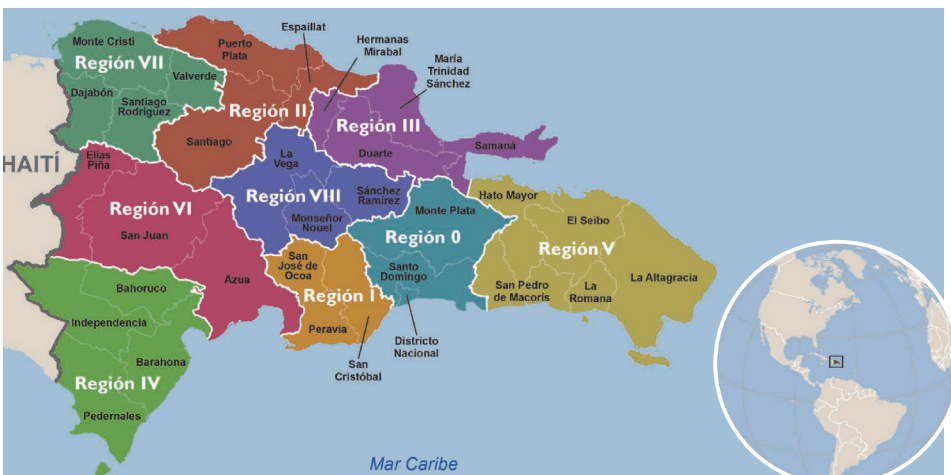 Espaillat
Hermanas
Mirabal
Monte Cristi
Puerto
Plata
María
Trinidad
Sánchez
Región VII
Valverde
Dajabón
Santiago
Rodríguez
Región II
Región III
Santiago
Samaná
La
Vega
Duarte
HAITÍ
Elías
Piña
Región VIII
Sánchez
Ramírez
Hato Mayor
Región VI
Monte Plata
El Seibo
Monseñor
Nouel
San Juan
Región 0
Región V
San
José de
Ocoa
Santo
Domingo
Azua
La Altagracia
Bahoruco
San Pedro
de Macorís
La
Romana
Región I
Independencia
Peravia
Districto
Nacional
Barahona
San
Cristóbal
Región IV
Pedernales
Mar Caribe